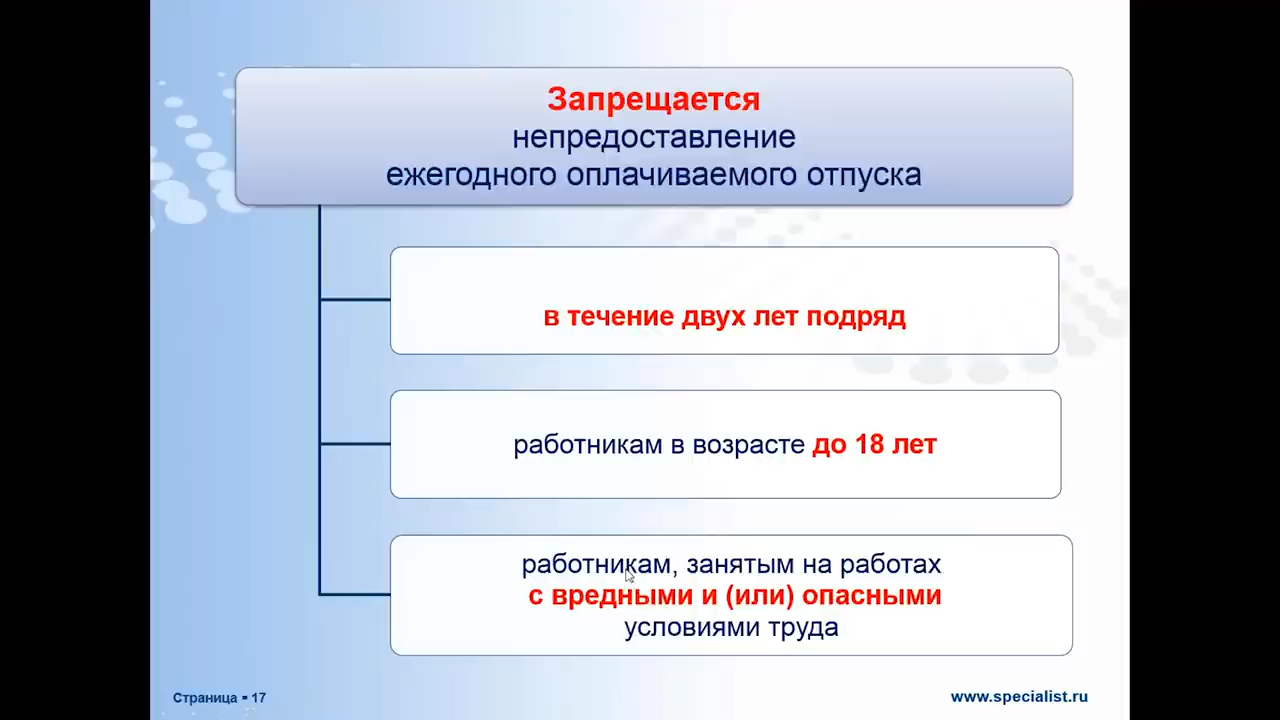 Запрещается
непредоставление
ежегодного оплачиваемого отпуска
в течение двух лет подряд
работникам в возрасте до 18 лет
работникам, занятым на работах
с вредными и (или) опасными
условиями труда
Страница ▪ 17
www.specialist.ru